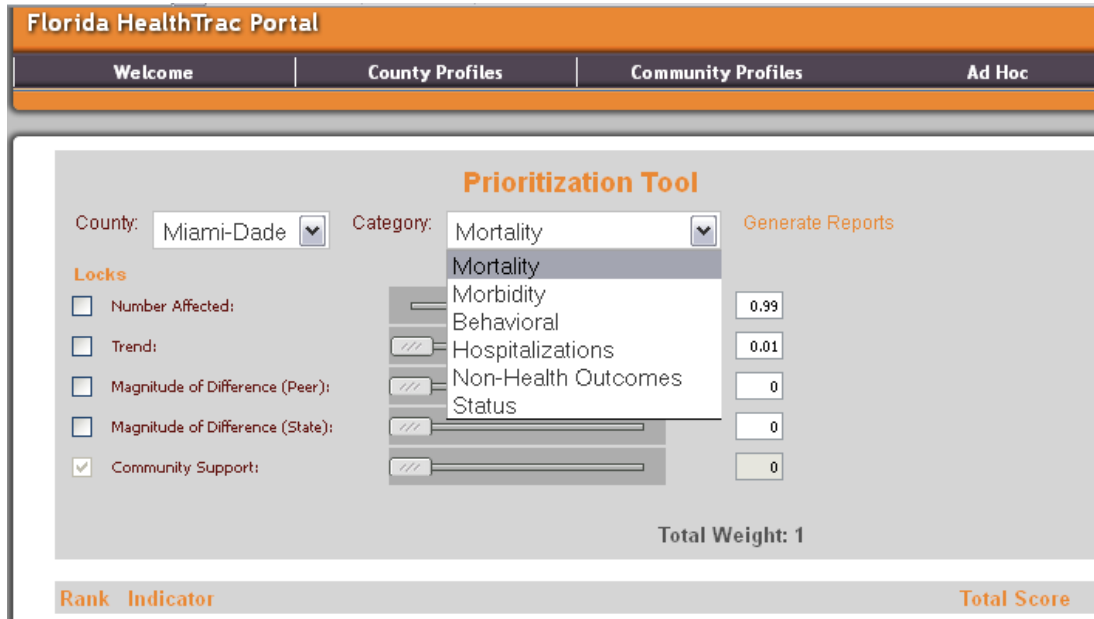 Florida HealthTrac Portal
Welcome County Profiles Community Profiles Ad Hoc
Prioritization Tool
County: Miami-Dade Category: Mortality Generate Reports
Mortality
Morbidity
Behavioral
Hospitalizations
Non-Health Outcomes
Status
Locks
Number Affected: 0.99
Trend: 0.01
Magnitude of Difference (Peer): 0
Magnitude of Difference (State): 0
Community Support: 0
Total Weight: 1
Rank Indicator Total Score